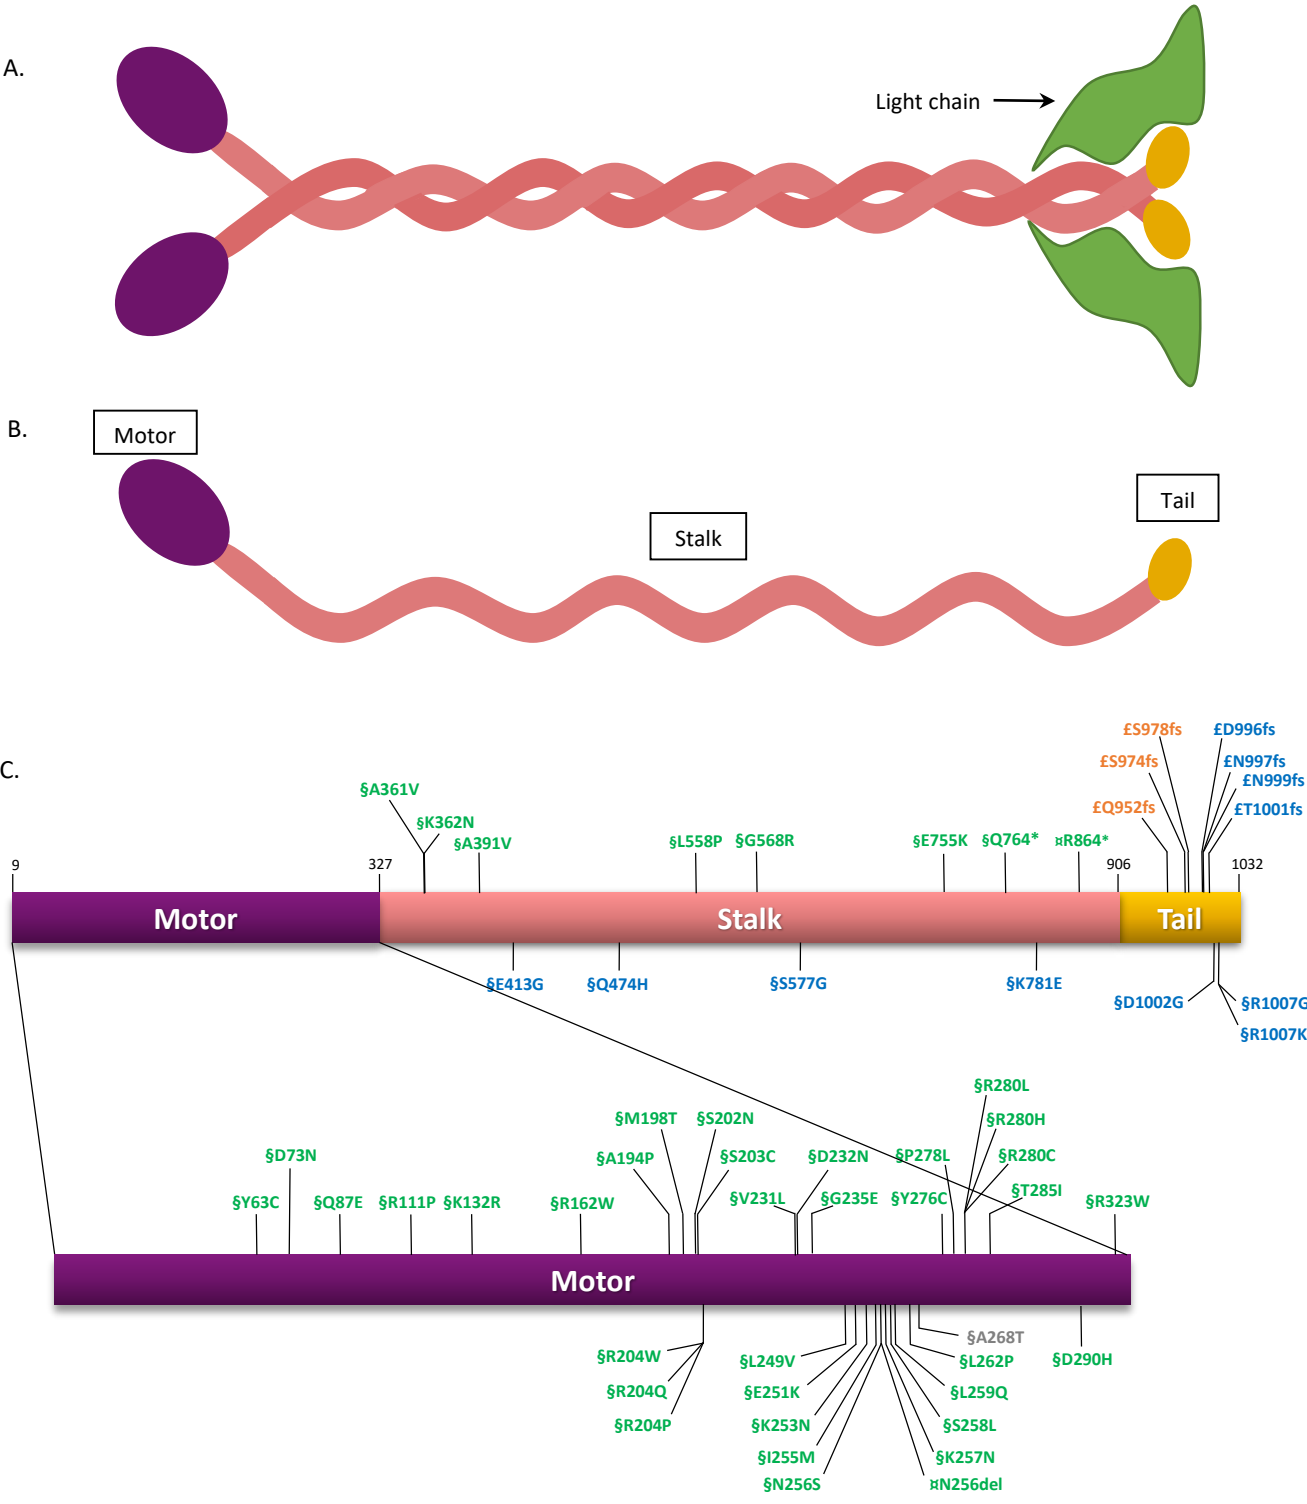 A.
Light chain
B.
Motor
Tail
Stalk
C.
£S978fs
£D996fs
£S974fs
£N997fs
£N999fs
§A361V
£Q952fs
£T1001fs
§K362N
§A391V
§L558P
§G568R
§E755K
§Q764*
¤R864*
9
327
906
1032
Motor
Stalk
Tail
§E413G
§Q474H
§S577G
§K781E
§D1002G
§R1007G
§R1007K
§R280L
§M198T
§S202N
§R280H
§D73N
§A194P
§S203C
§D232N
§P278L
§R280C
§Y63C
§Q87E
§R111P
§K132R
§R162W
§V231L
§G235E
§Y276C
§T285I
§R323W
Motor
§A268T
§R204W
§L249V
§L262P
§D290H
§R204Q
§E251K
§L259Q
§R204P
§K253N
§S258L
§I255M
§K257N
§N256S
¤N256del